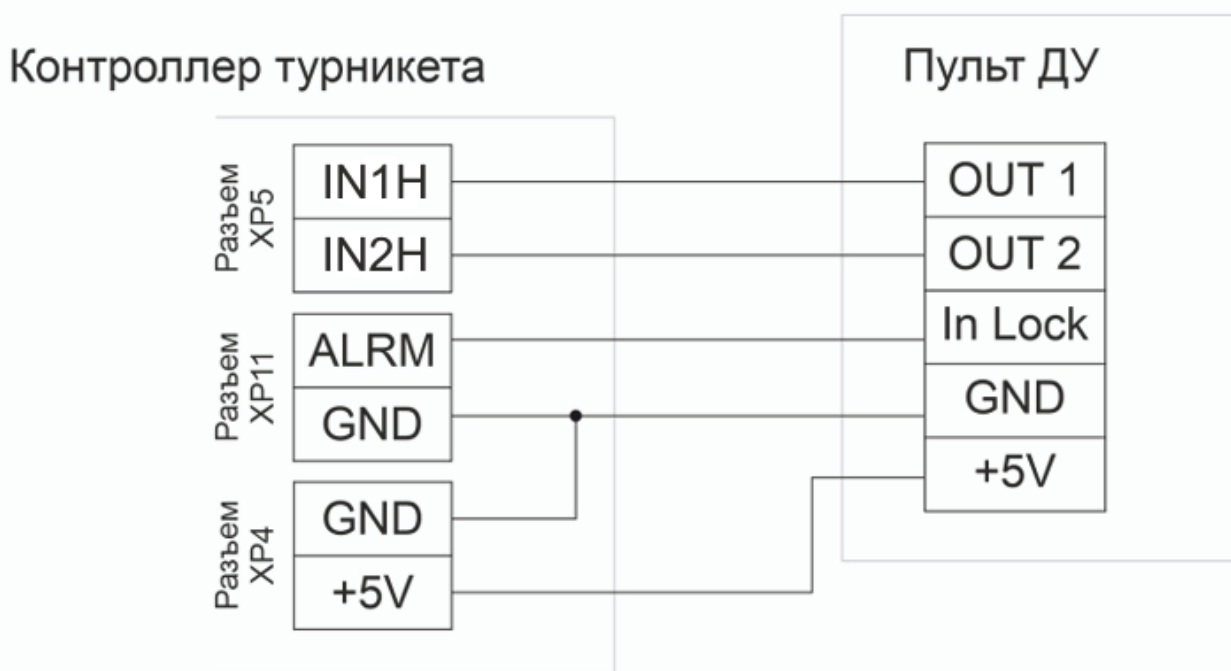 Контроллер турникета
Пульт ДУ
Разъем
XP5
IN1H
IN2H
Разъем
XP11
ALRM
GND
Разъем
XP4
GND
+5V
OUT 1
OUT 2
In Lock
GND
+5V